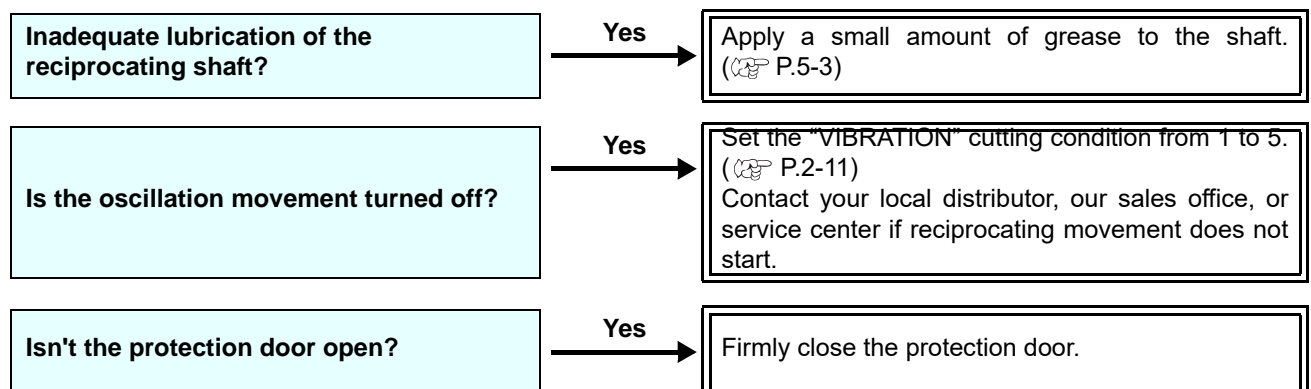 Inadequate lubrication of the
reciprocating shaft?
Yes
Apply a small amount of grease to the shaft.
( P.5-3)
Is the oscillation movement turned off?
Yes
Set the “VIBRATION” cutting condition from 1 to 5.
( P.2-11)
Contact your local distributor, our sales office, or
service center if reciprocating movement does not
start.
Isn't the protection door open?
Yes
Firmly close the protection door.